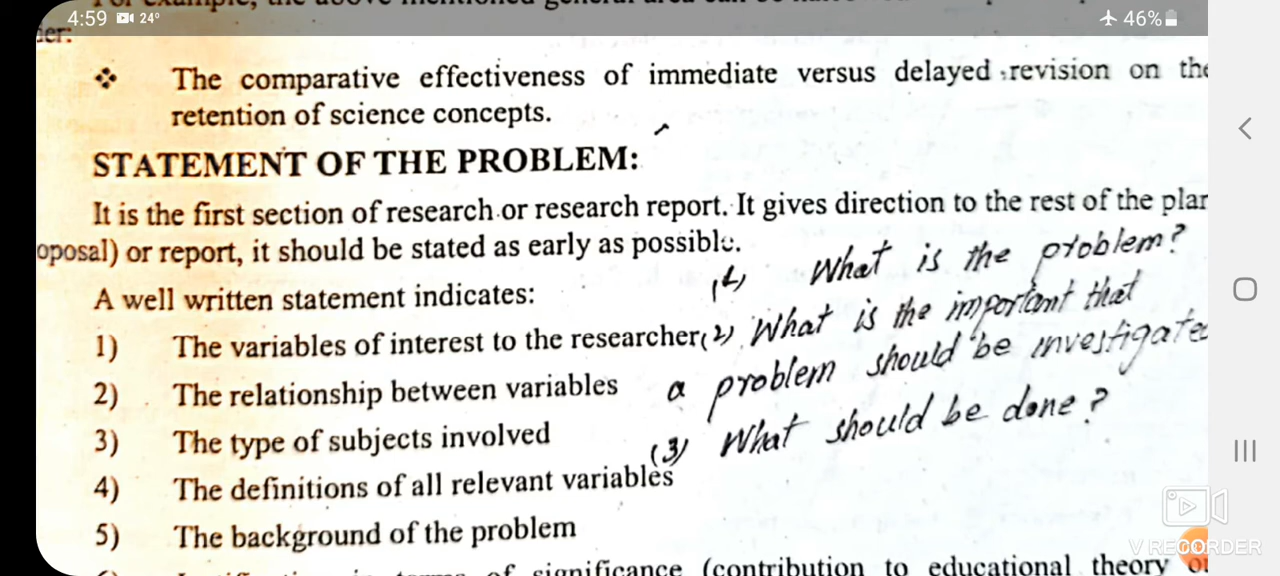 4:59 24°
46%
der:
❖ The comparative effectiveness of immediate versus delayed revision on the
retention of science concepts.
STATEMENT OF THE PROBLEM:
It is the first section of research or research report. It gives direction to the rest of the plan
oposal) or report, it should be stated as early as possible.
(1) What is the problem?
A well written statement indicates:
1) The variables of interest to the researcher
(2) What is the important that
2) The relationship between variables
a problem should be investigated
3) The type of subjects involved
(3) What should be done?
4) The definitions of all relevant variables
5) The background of the problem
of significance (contribution to educational theory
V RECORDER